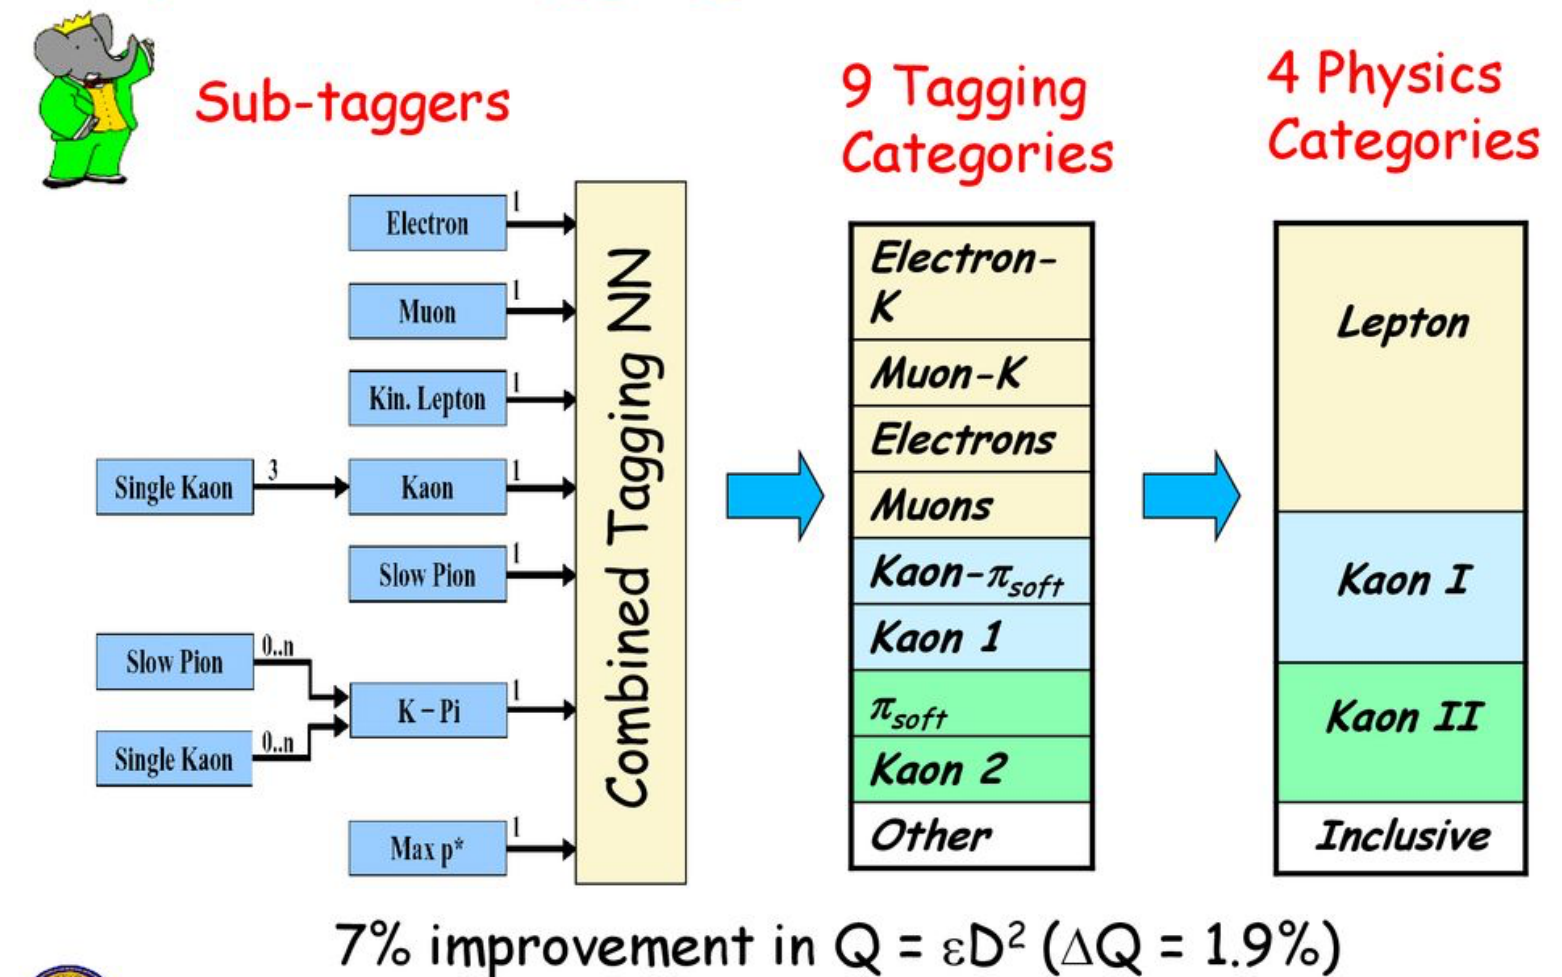 Sub-taggers
9 Tagging
Categories
4 Physics
Categories
Electron
1
Muon
1
Kin. Lepton
1
Single Kaon
3
Kaon
1
Slow Pion
1
Slow Pion
0..n
Single Kaon
0..n
K – Pi
1
Max p*
1
Combined Tagging NN
Electron-
K
Muon-K
Electrons
Muons
Kaon-πsoft
Kaon 1
πsoft
Kaon 2
Other
Lepton
Kaon I
Kaon II
Inclusive
7% improvement in Q = εD² (ΔQ = 1.9%)